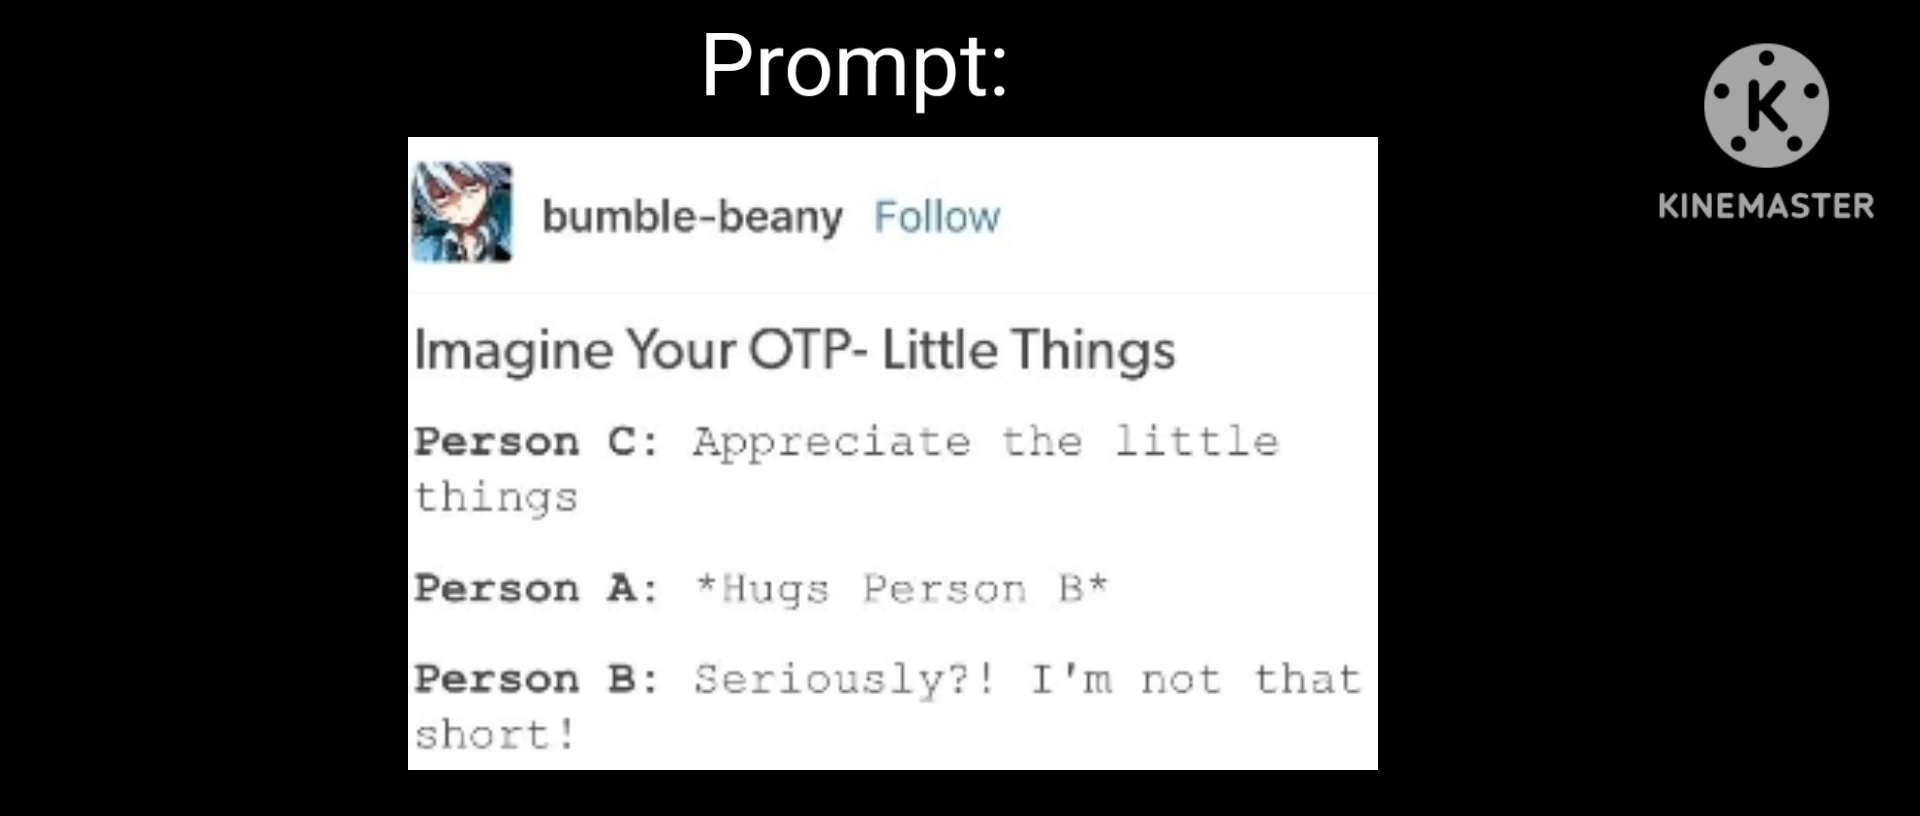 Prompt:
K
KINEMASTER
bumble-beany Follow
Imagine Your OTP- Little Things
Person C: Appreciate the little
things
Person A: *Hugs Person B*
Person B: Seriously?! I'm not that
short!